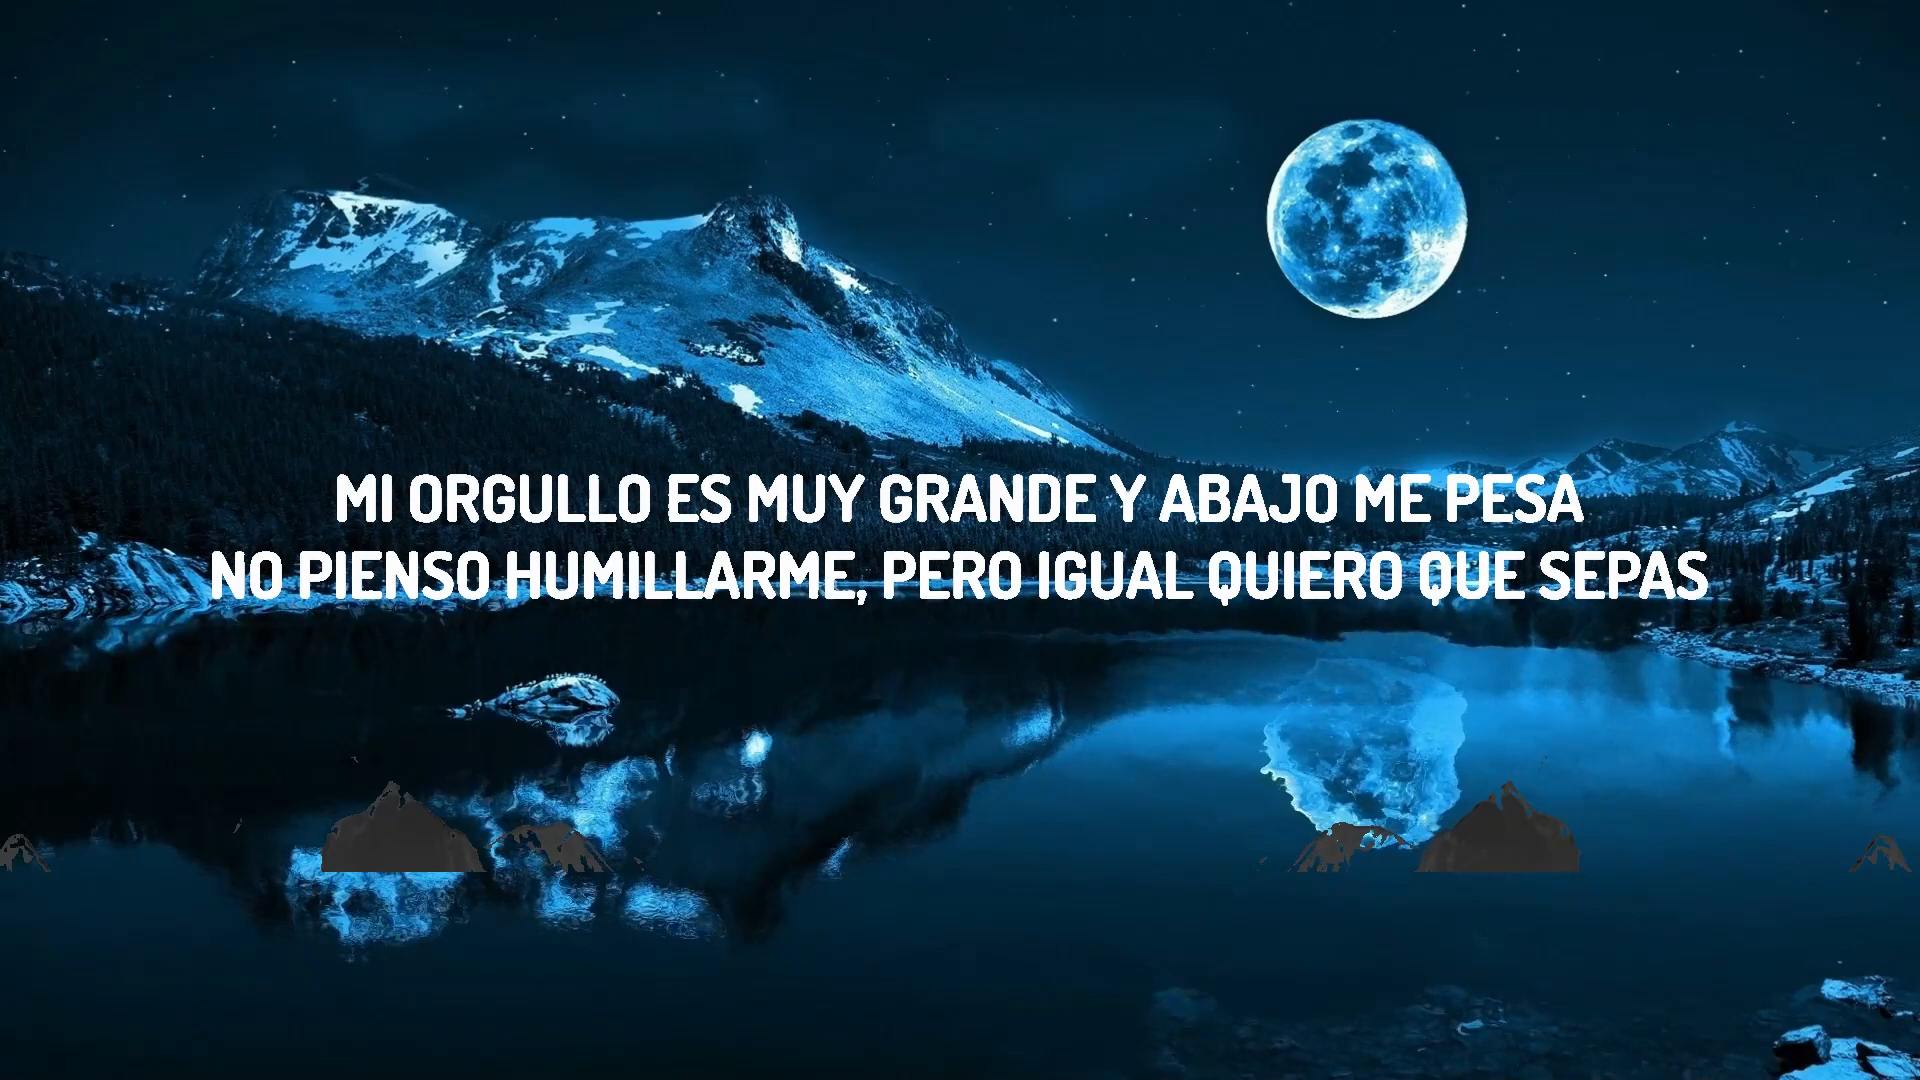 MI ORGULLO ES MUY GRANDE Y ABAJO ME PESA
NO PIENSO HUMILLARME, PERO IGUAL QUIERO QUE SEPAS